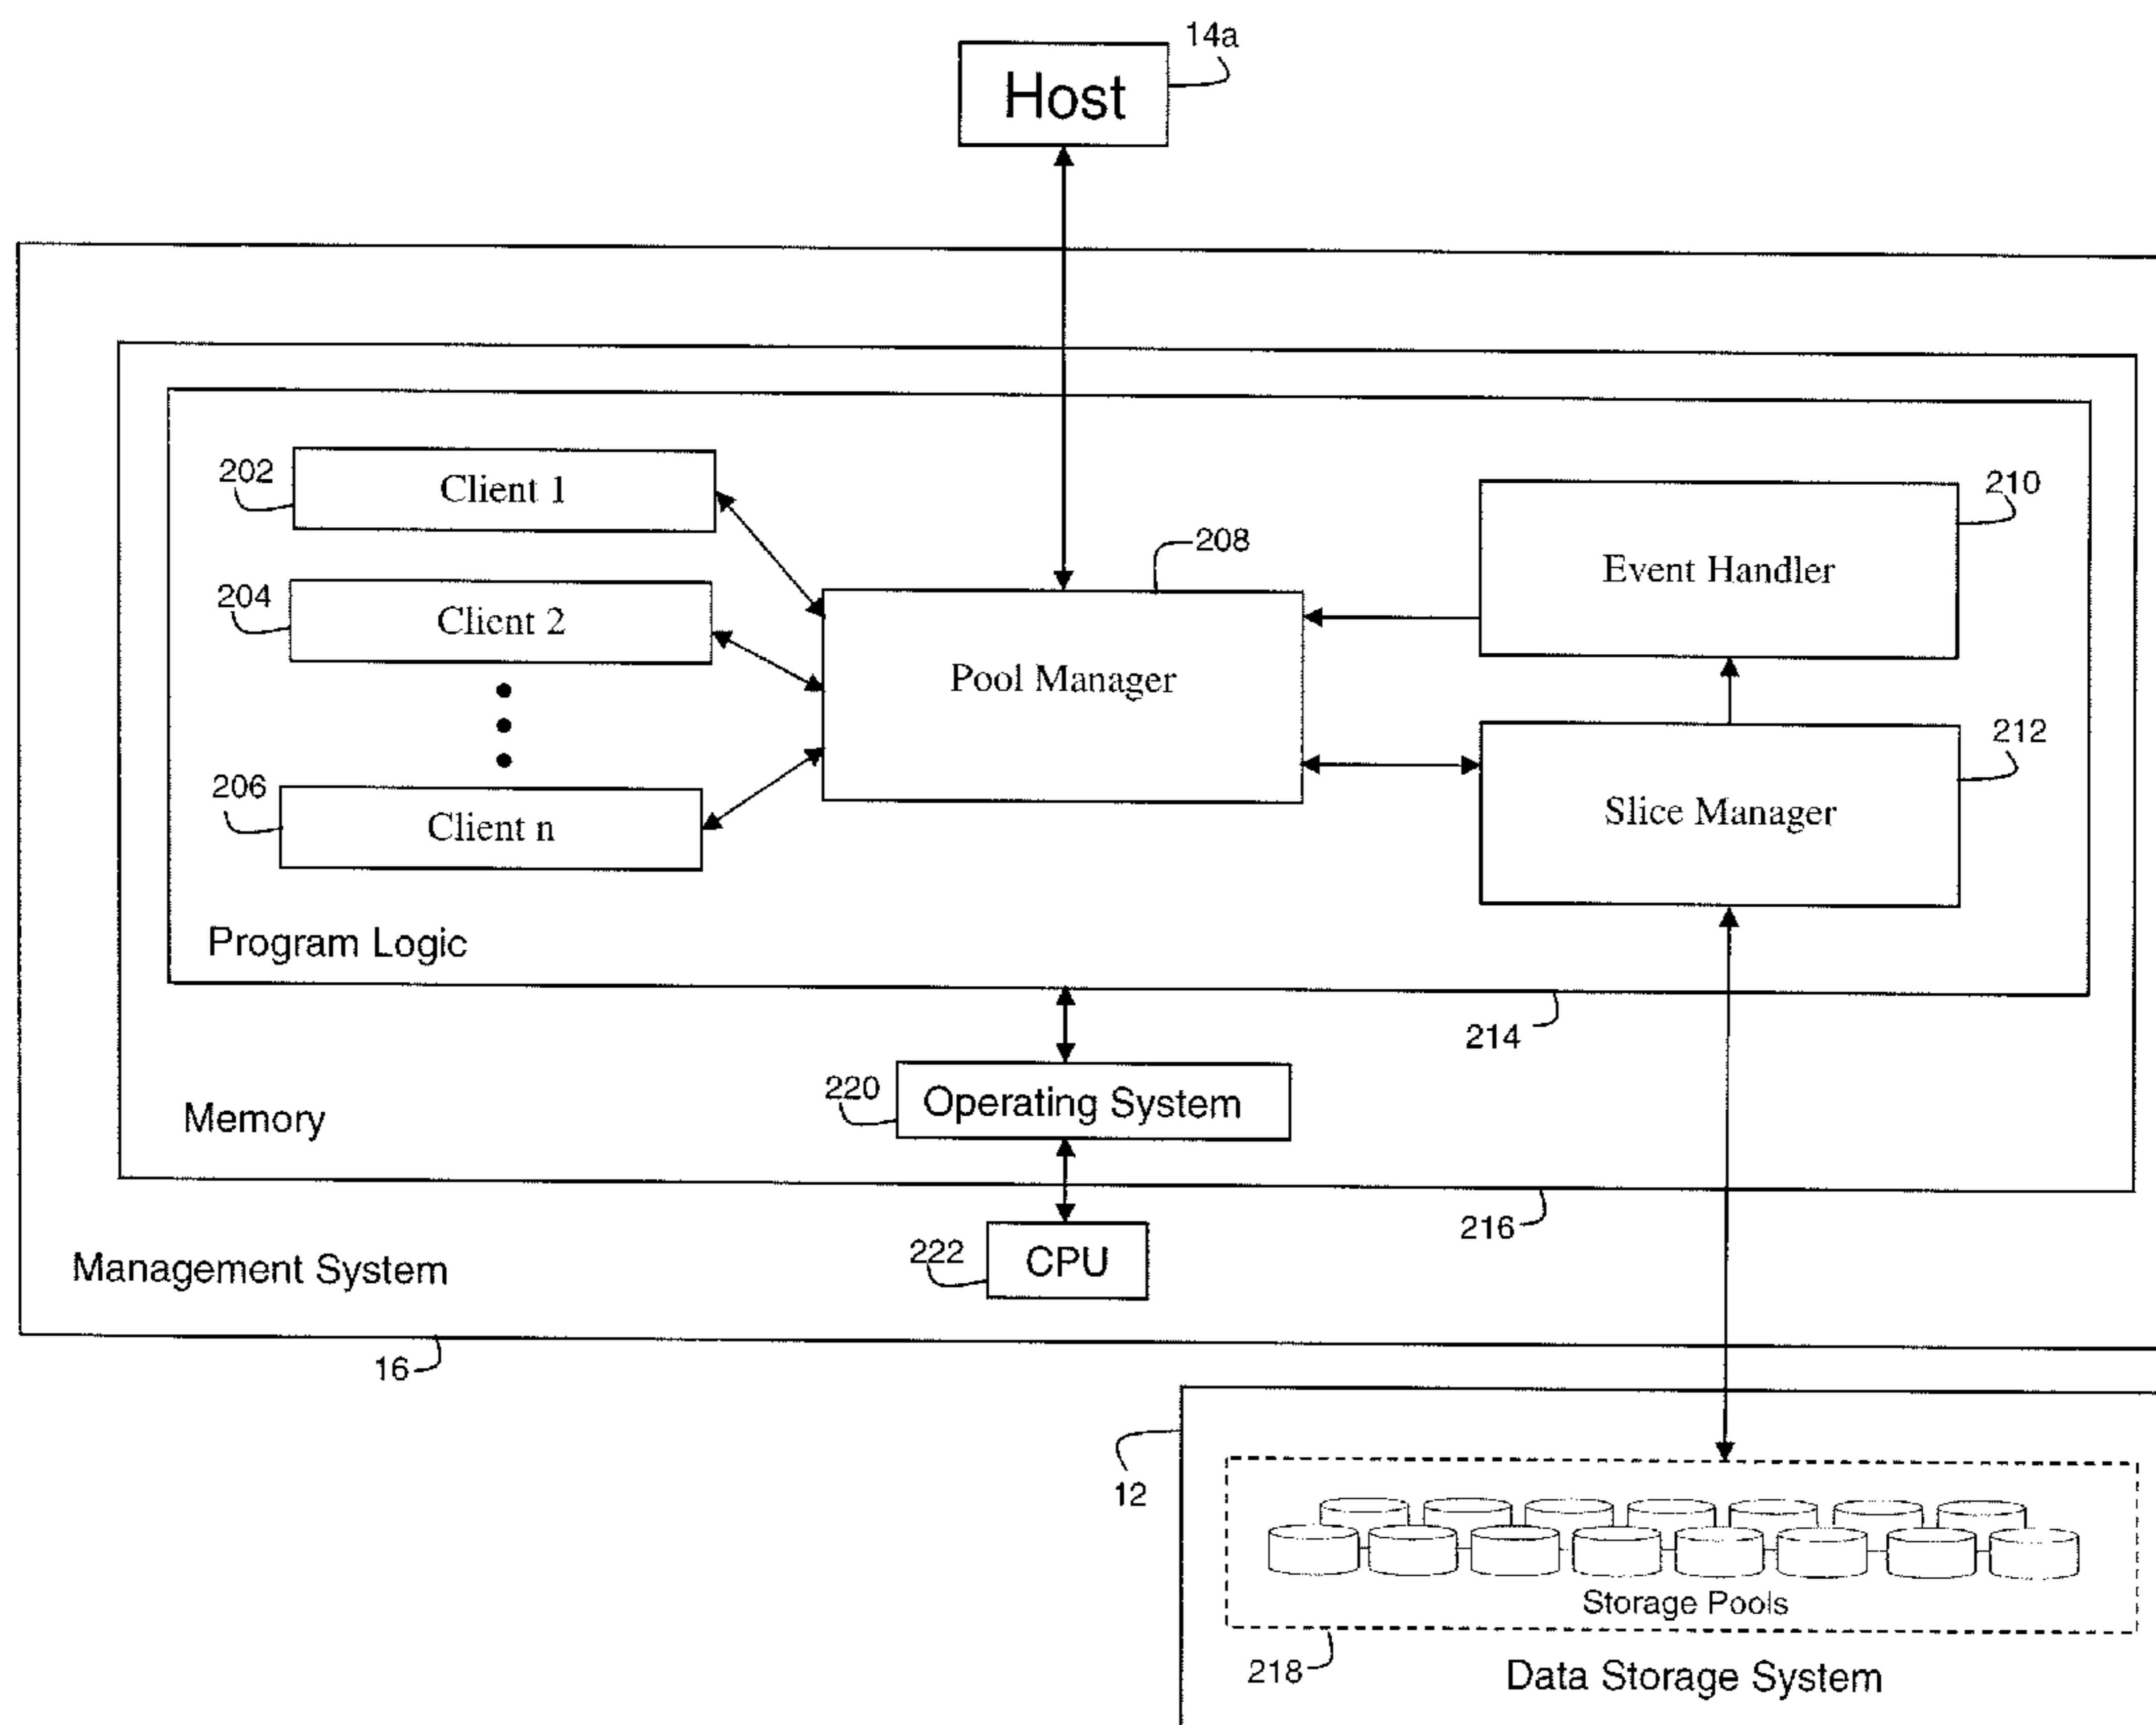 14a
Host
202
Client 1
210
208
Event Handler
204
Client 2
Pool Manager
212
206
Client n
Slice Manager
Program Logic
214
220
Operating System
Memory
216
222
CPU
Management System
16
12
Storage Pools
218
Data Storage System